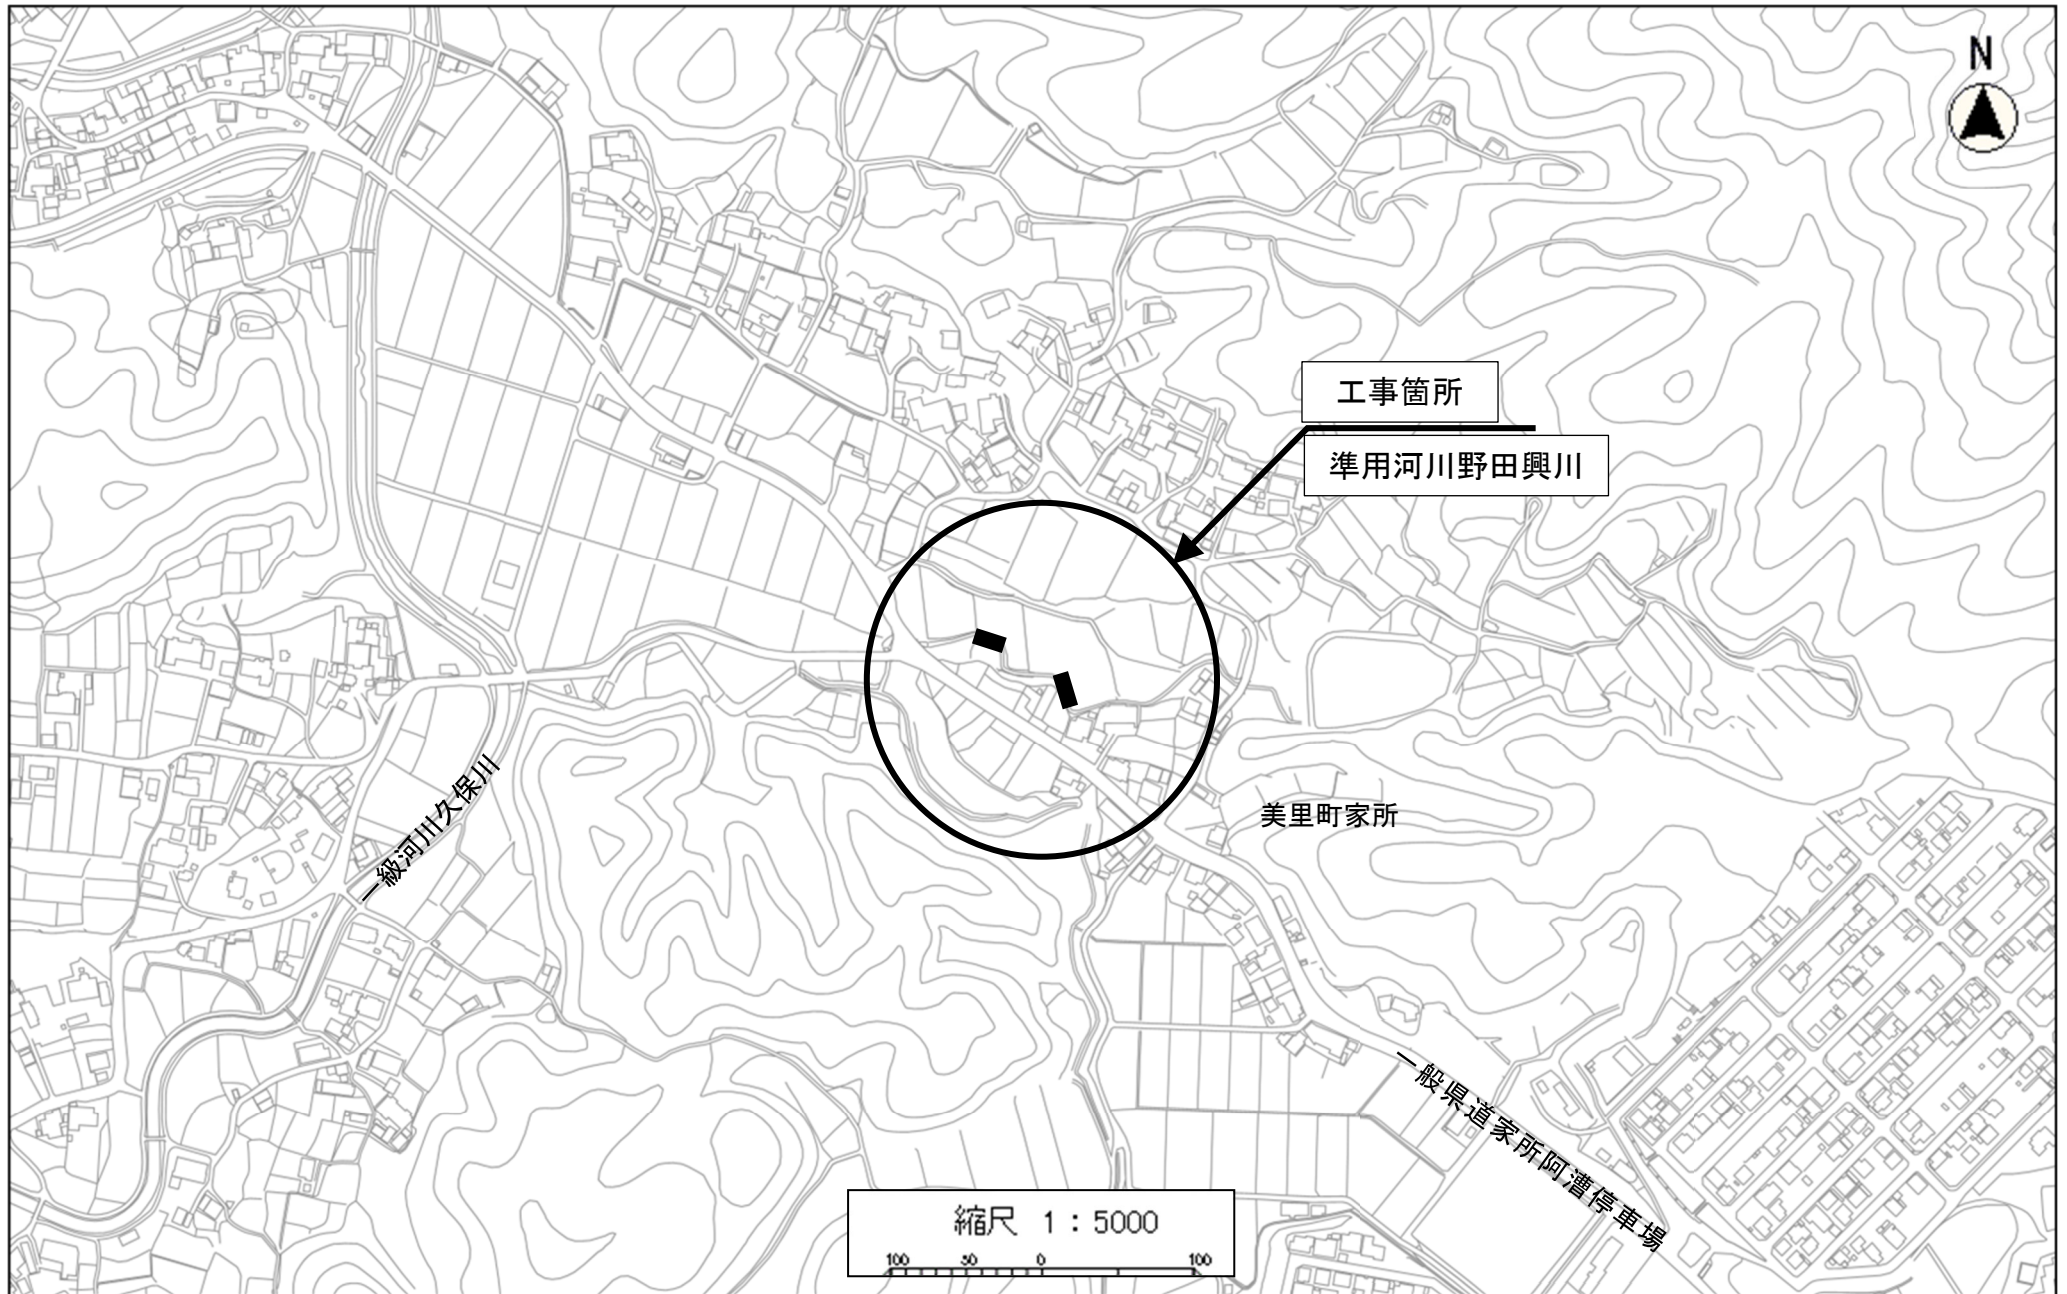 N
工事箇所
準用河川野田興川
美里町家所
一級河川久保川
一般県道家所阿漕停車場
縮尺 1:5000
100 50 0 100